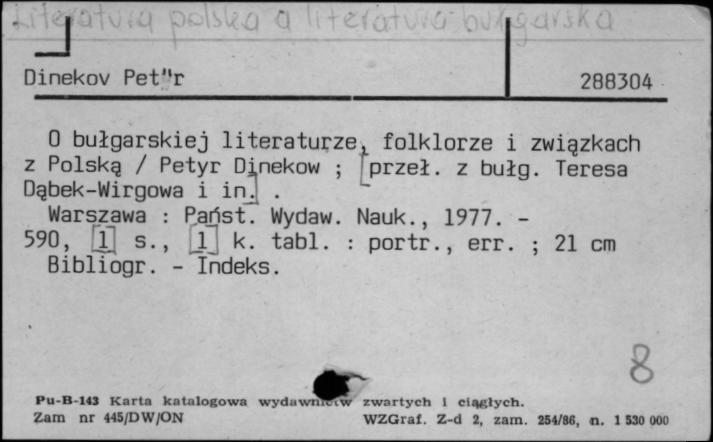 Literatura polska a literatura bułgarska
Dinekov Pet"r 288304
O bułgarskiej literaturze, folklorze i związkach
z Polską / Petyr Dinekow ; [przeł. z bułg. Teresa
Dąbek-Wirgowa i in.] .
Warszawa : Państ. Wydaw. Nauk., 1977. -
590, [1] s., [1] k. tabl. : portr., err. ; 21 cm
Bibliogr. - Indeks.
8
Pu-B-143 Karta katalogowa wydawnictw zwartych i ciągłych.
Zam nr 445/DW/ON WZGraf. Z-d 2, zam. 254/86, n. 1 530 000